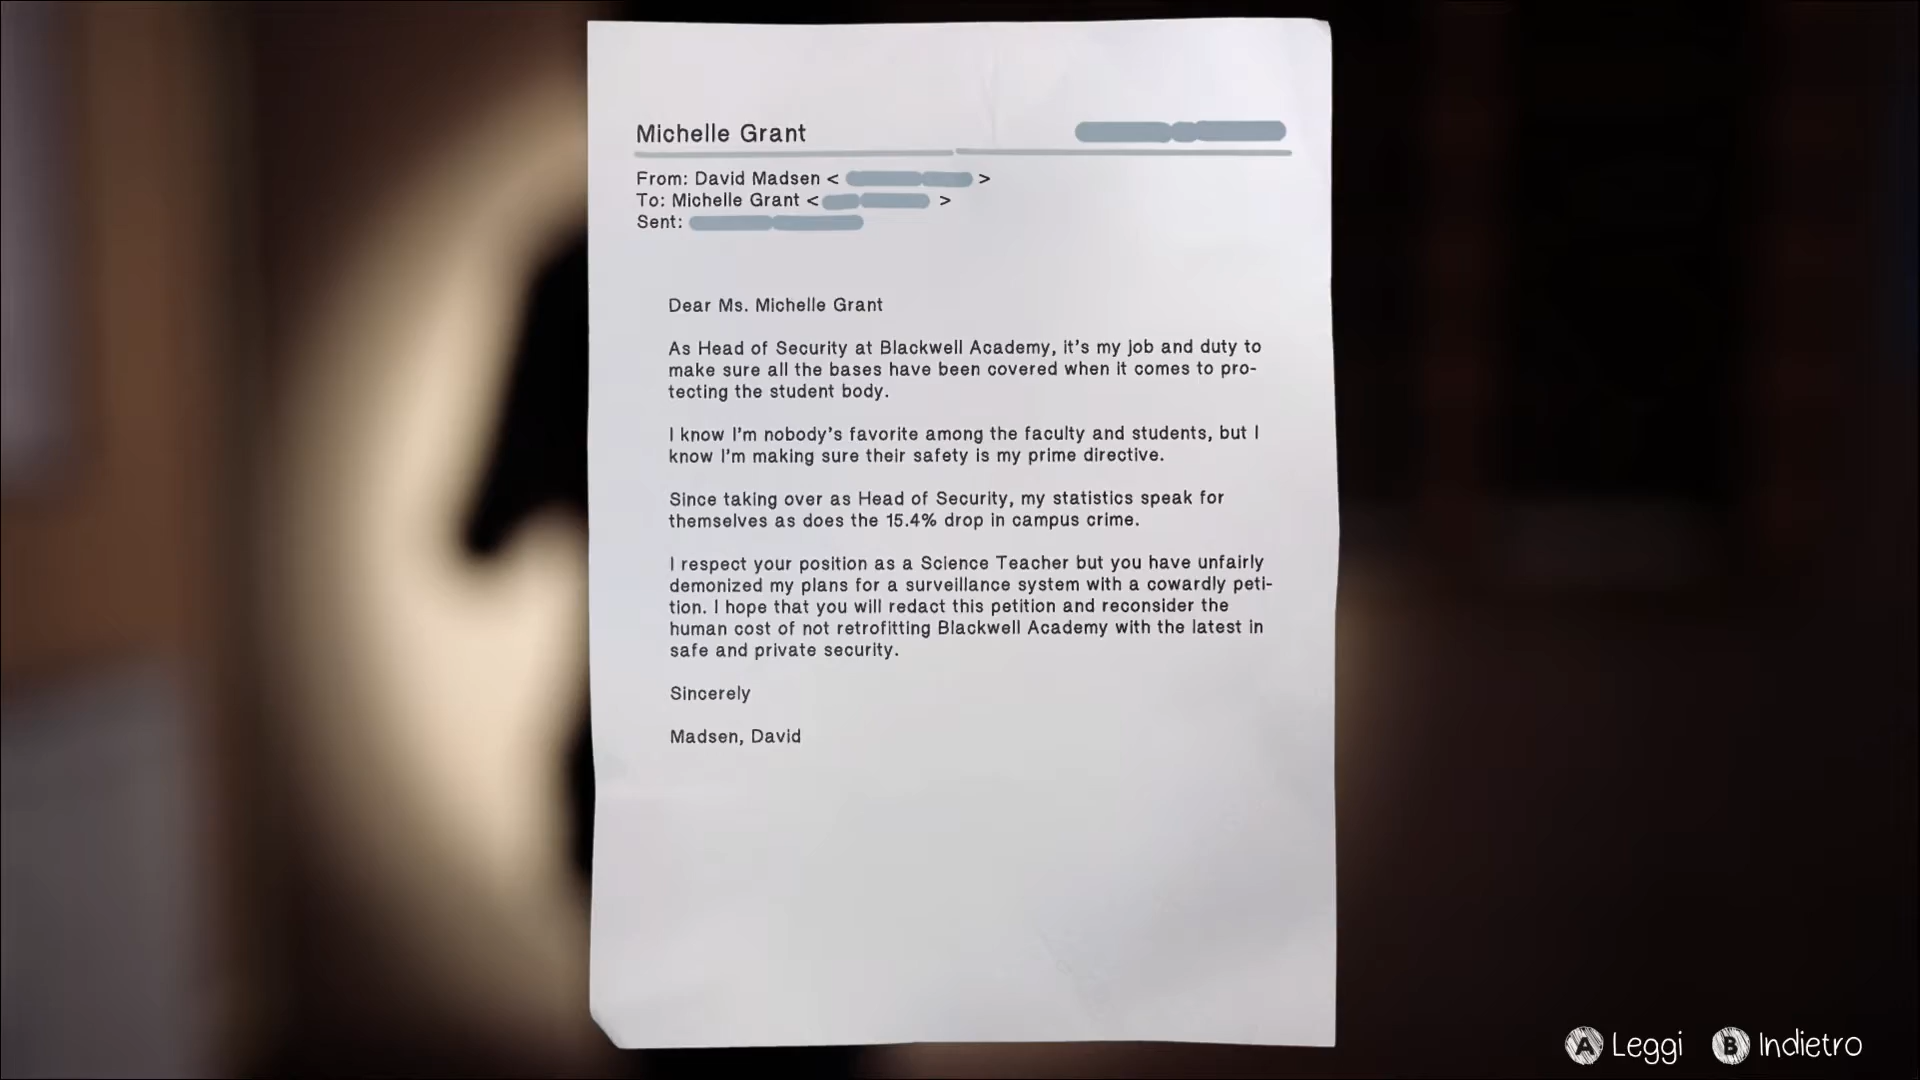 Michelle Grant
From: David Madsen < >
To: Michelle Grant < >
Sent:
Dear Ms. Michelle Grant
As Head of Security at Blackwell Academy, it's my job and duty to
make sure all the bases have been covered when it comes to pro-
tecting the student body.
I know I'm nobody's favorite among the faculty and students, but I
know I'm making sure their safety is my prime directive.
Since taking over as Head of Security, my statistics speak for
themselves as does the 15.4% drop in campus crime.
I respect your position as a Science Teacher but you have unfairly
demonized my plans for a surveillance system with a cowardly peti-
tion. I hope that you will redact this petition and reconsider the
human cost of not retrofitting Blackwell Academy with the latest in
safe and private security.
Sincerely
Madsen, David
A Leggi B Indietro